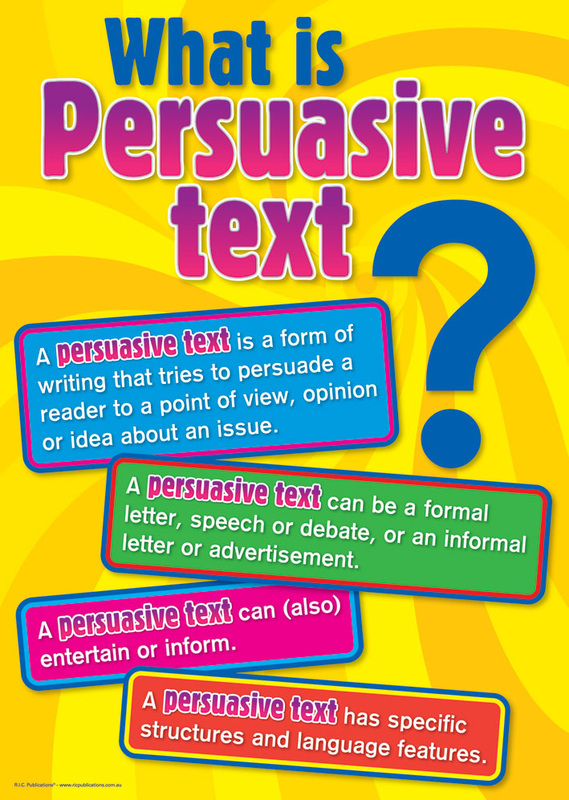 What is
Persuasive
text
?
A persuasive text is a form of
writing that tries to persuade a
reader to a point of view, opinion
or idea about an issue.
A persuasive text can be a formal
letter, speech or debate, or an informal
letter or advertisement.
A persuasive text can (also)
entertain or inform.
A persuasive text has specific
structures and language features.
R.I.C. Publications® – www.ricpublications.com.au